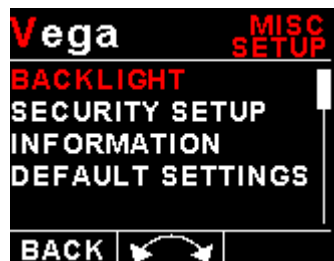 Vega MISC
SETUP
BACKLIGHT
SECURITY SETUP
INFORMATION
DEFAULT SETTINGS
BACK